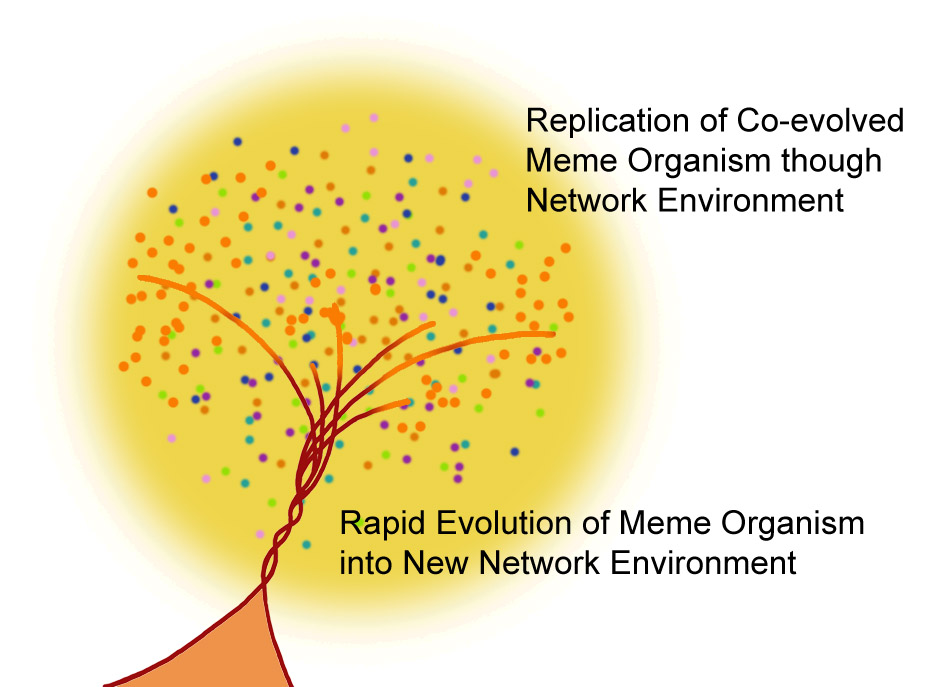 Replication of Co-evolved
Meme Organism though
Network Environment
Rapid Evolution of Meme Organism
into New Network Environment